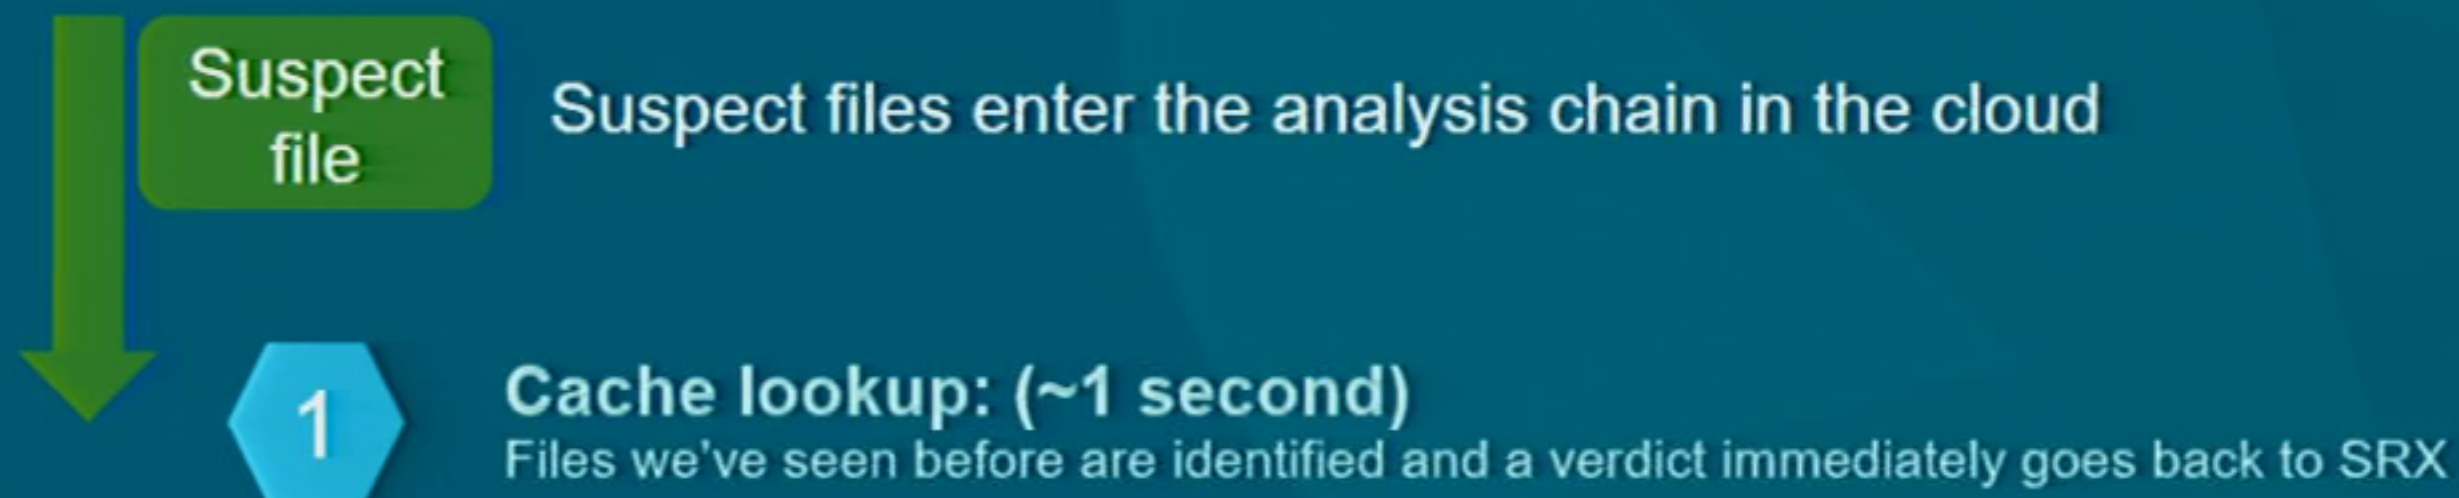 Suspect
file
Suspect files enter the analysis chain in the cloud
1
Cache lookup: (~1 second)
Files we've seen before are identified and a verdict immediately goes back to SRX